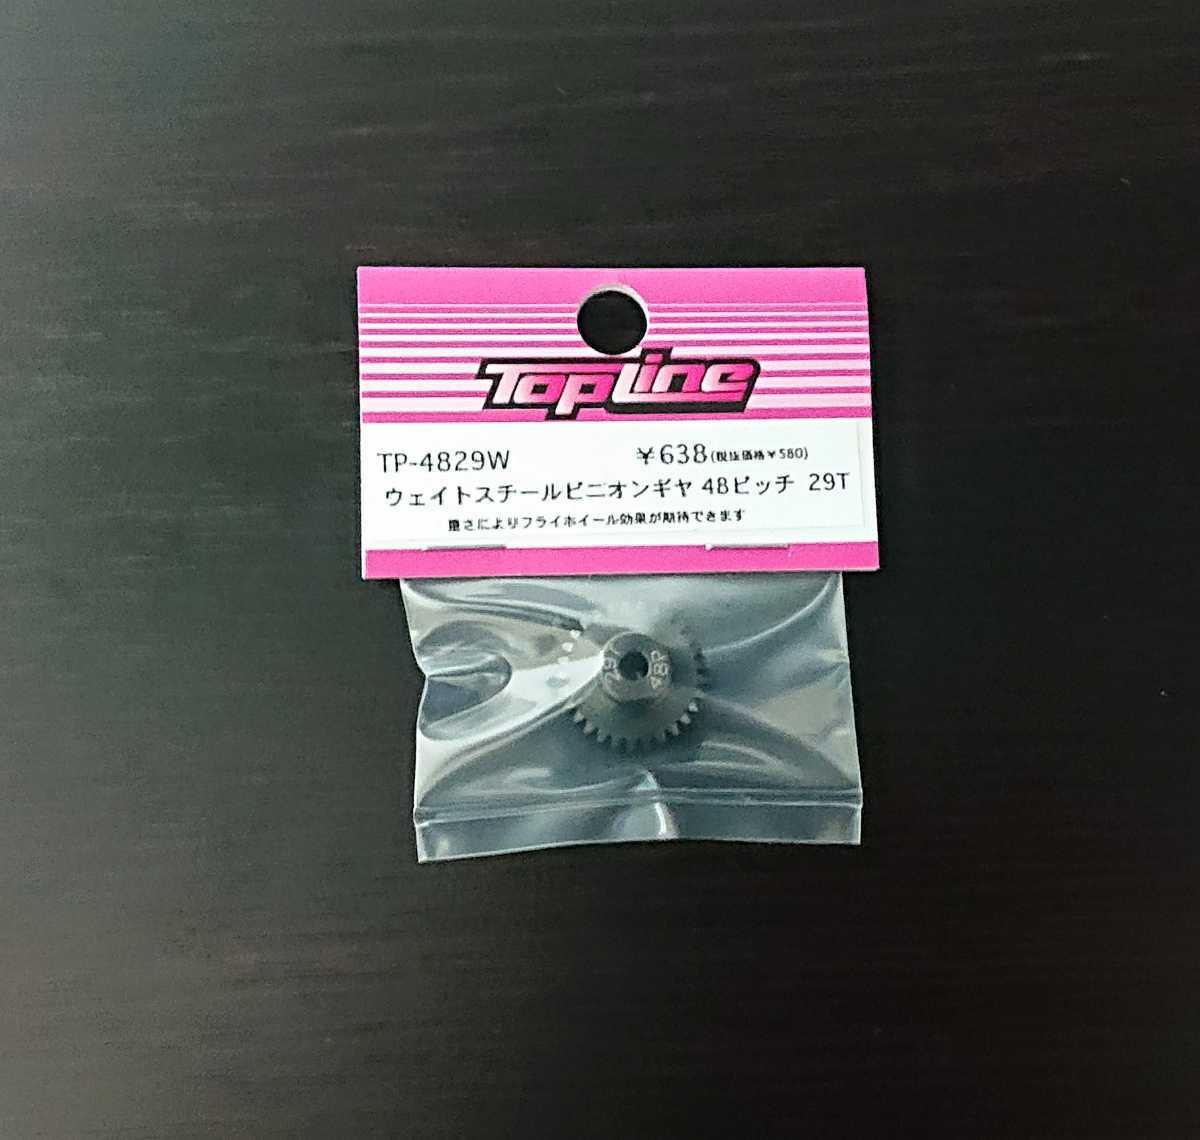 TopLine
TP-4829W ¥638(税抜価格¥580)
ウェイトスチールピニオンギヤ 48ピッチ 29T
重さによりフライホイール効果が期待できます
29T 48P